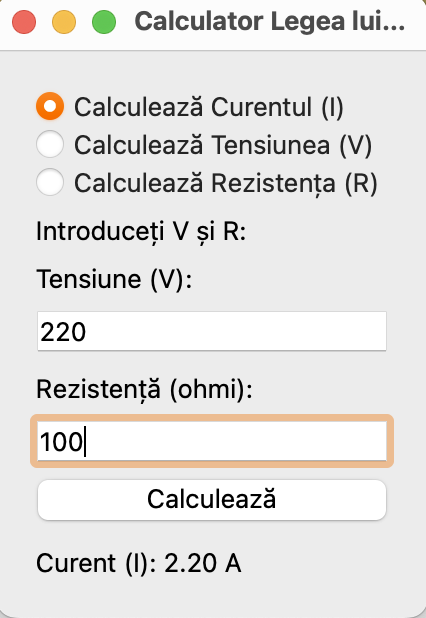 Calculator Legea lui...
Calculează Curentul (I)
Calculează Tensiunea (V)
Calculează Rezistența (R)
Introduceți V și R:
Tensiune (V):
220
Rezistență (ohmi):
100
Calculează
Curent (I): 2.20 A